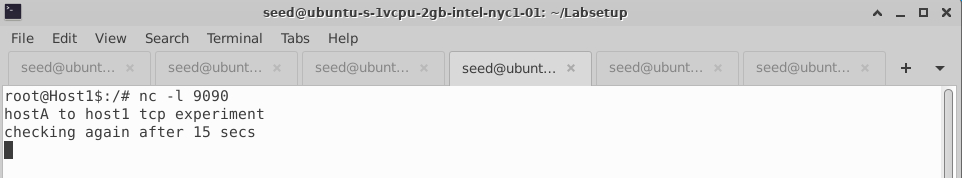 seed@ubuntu-s-1vcpu-2gb-intel-nyc1-01: ~/Labsetup
File Edit View Search Terminal Tabs Help
seed@ubunt... × seed@ubunt... × seed@ubunt... × seed@ubunt... × seed@ubunt... × seed@ubunt... ×
root@Host1$:/# nc -l 9090
hostA to host1 tcp experiment
checking again after 15 secs